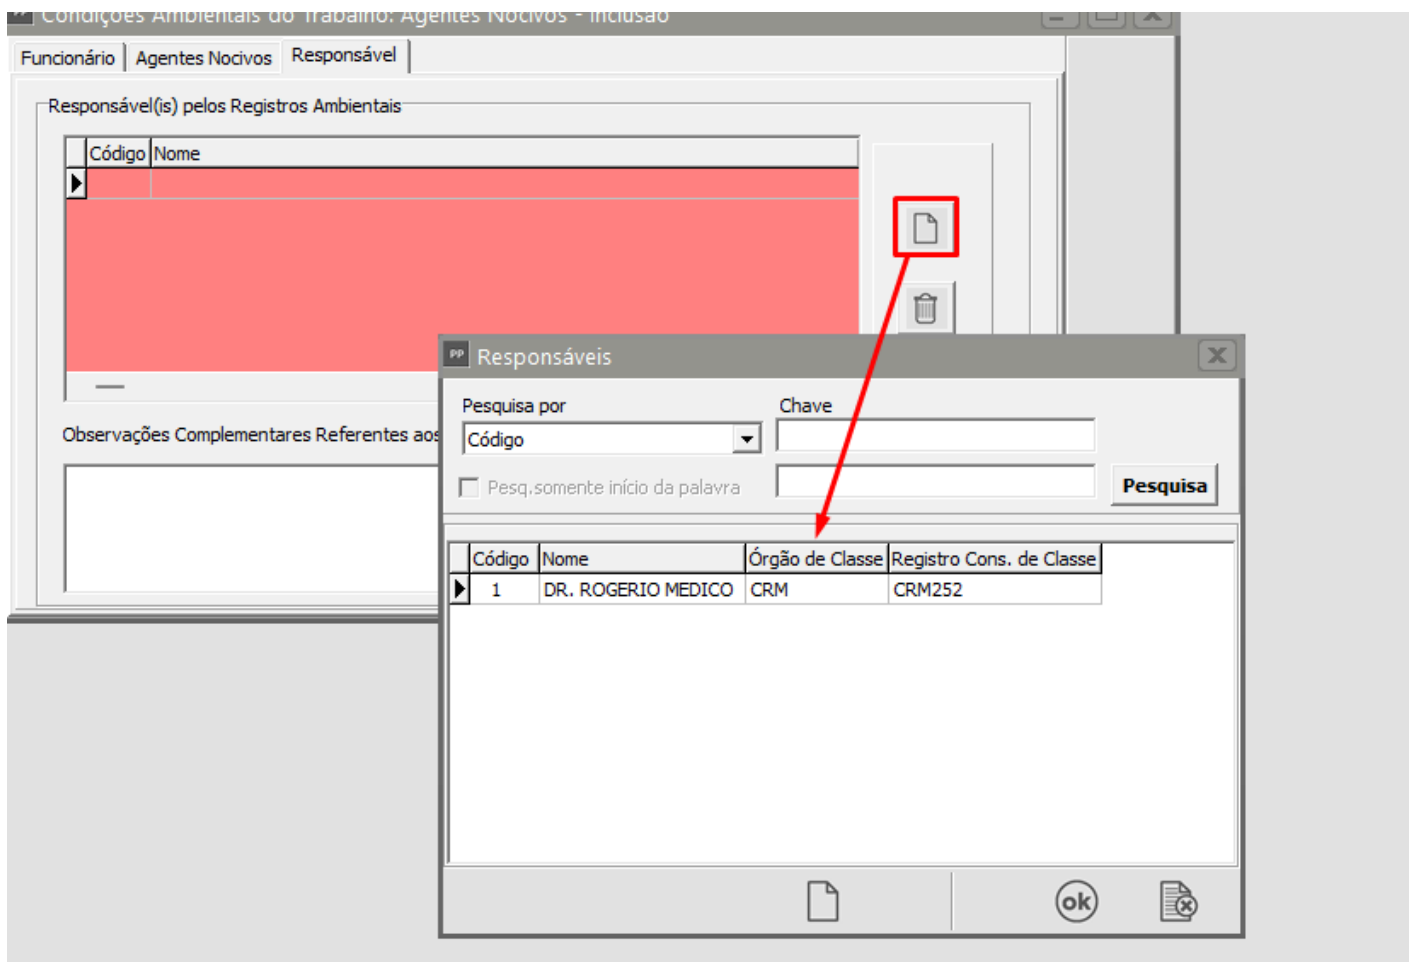 PP Condições Ambientais do Trabalho: Agentes Nocivos - Inclusão
Funcionário Agentes Nocivos Responsável
Responsável(is) pelos Registros Ambientais
Código Nome
PP Responsáveis
Pesquisa por Chave
Código
Observações Complementares Referentes aos
Pesq.somente início da palavra
Pesquisa
Código Nome Órgão de Classe Registro Cons. de Classe
1 DR. ROGERIO MEDICO CRM CRM252
ok